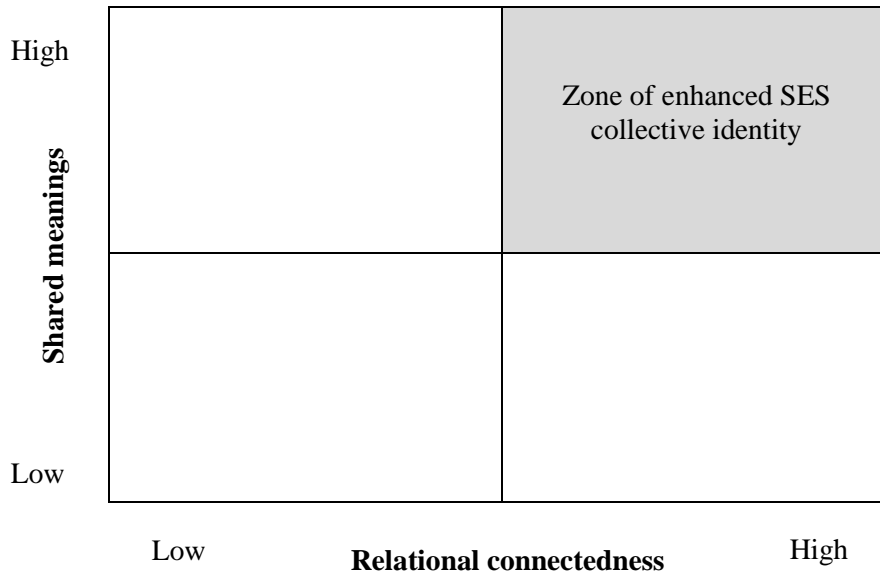 High
Zone of enhanced SES
collective identity
Shared meanings
Low
Low
Relational connectedness
High